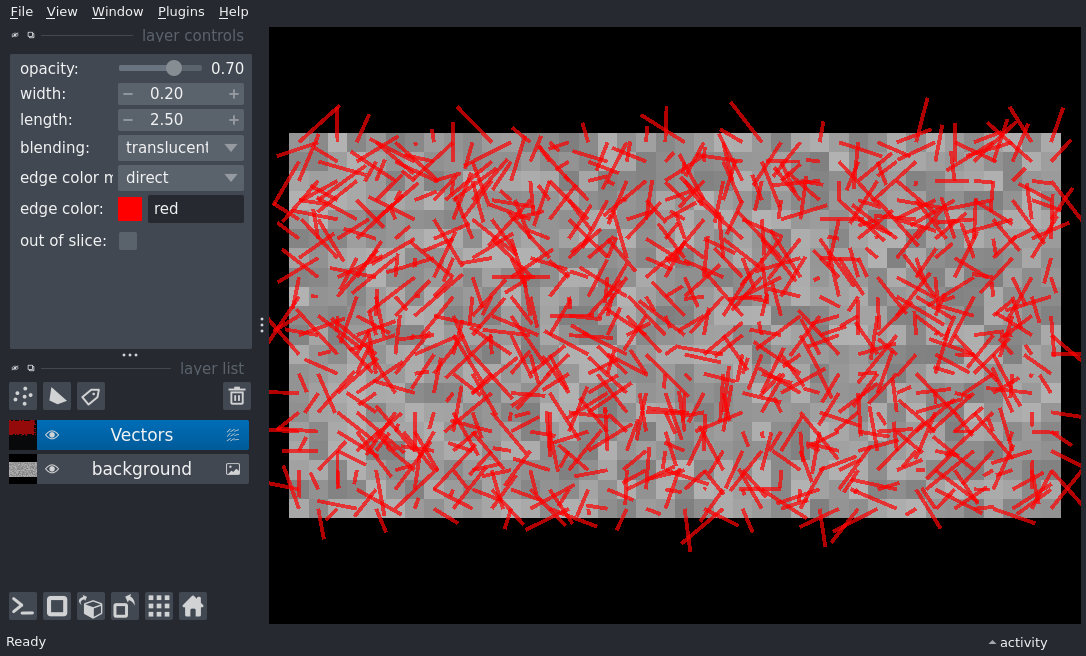 File View Window Plugins Help
layer controls
opacity: 0.70
width: − 0.20 +
length: − 2.50 +
blending: translucent
edge color m direct
edge color: red
out of slice:
layer list
Vectors
background
Ready
activity